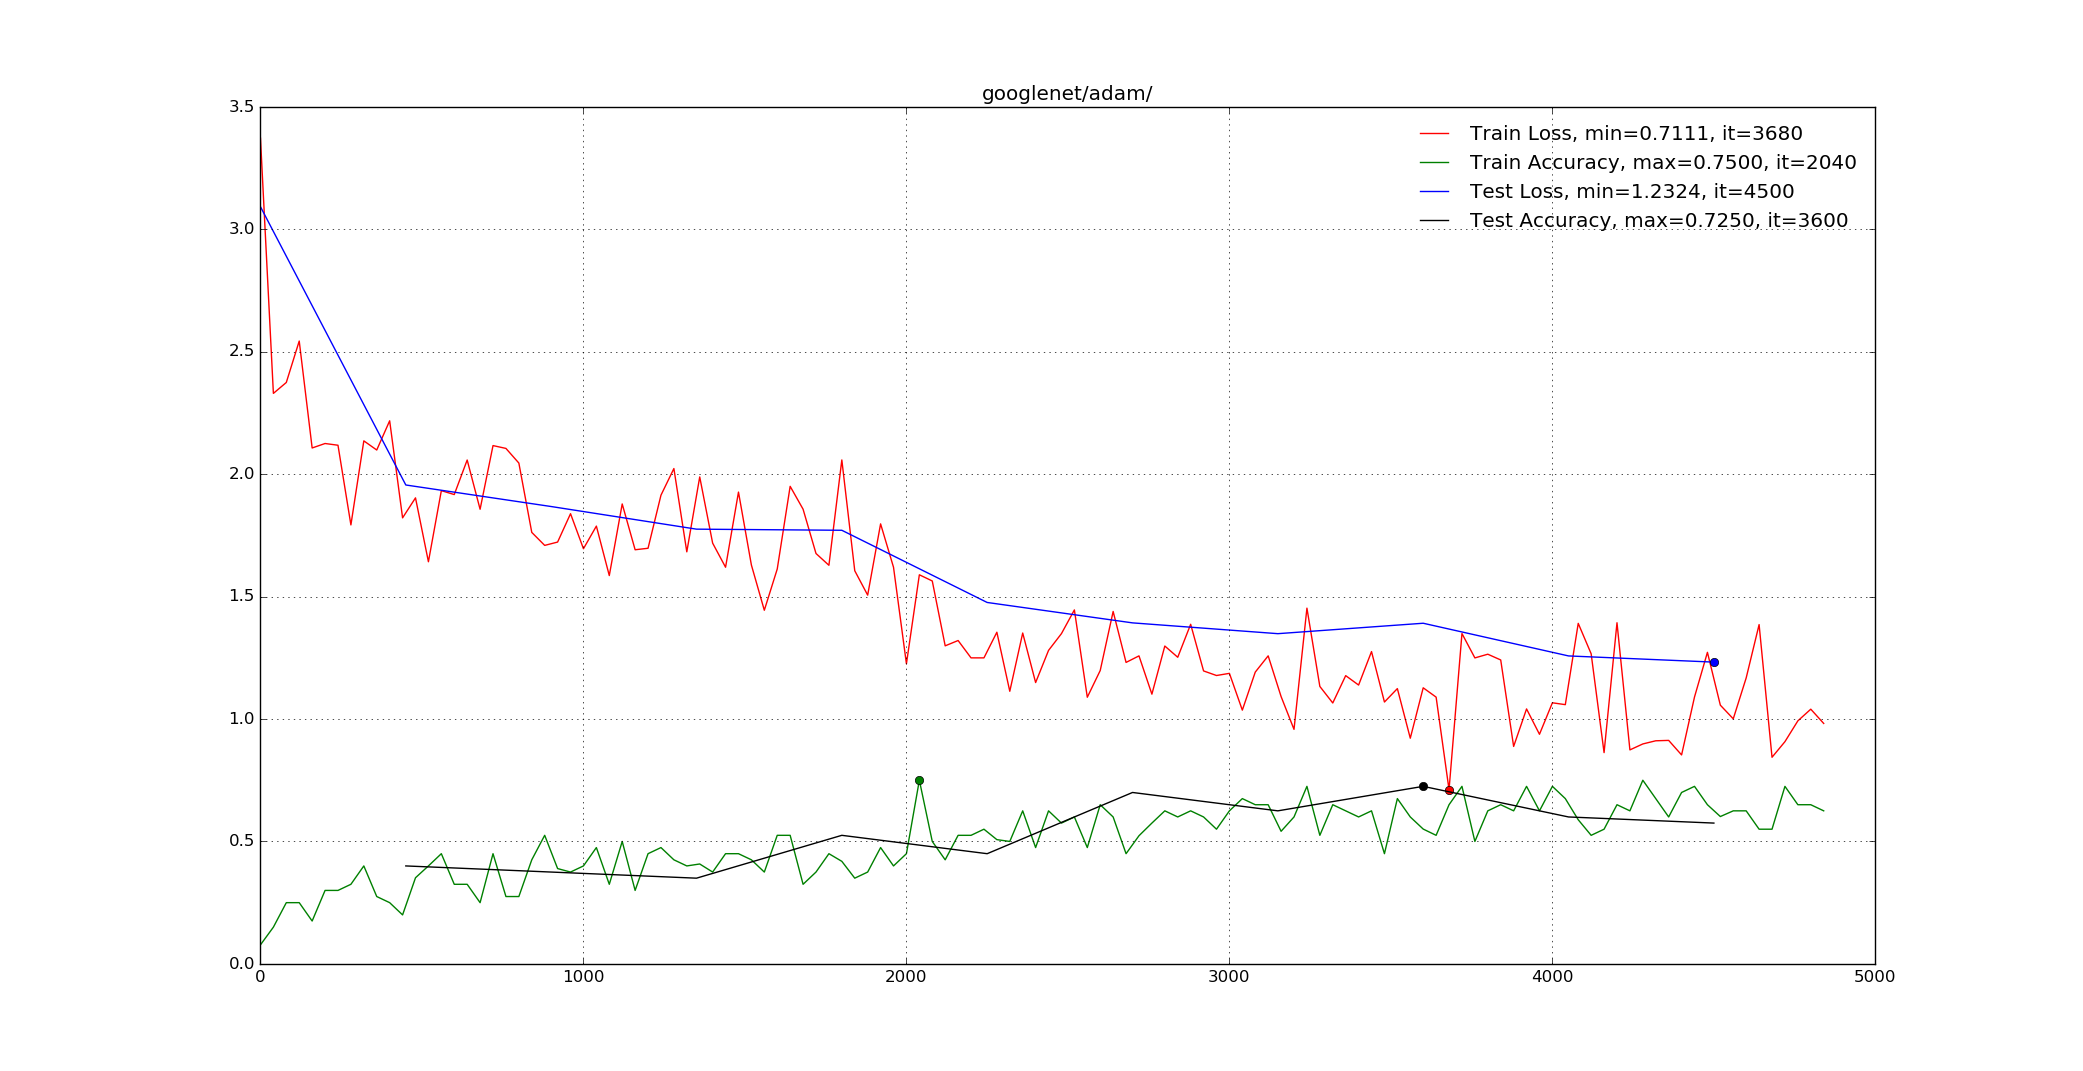 googlenet/adam/
3.5
3.0
2.5
2.0
1.5
1.0
0.5
0.0
Train Loss, min=0.7111, it=3680
Train Accuracy, max=0.7500, it=2040
Test Loss, min=1.2324, it=4500
Test Accuracy, max=0.7250, it=3600
0 1000 2000 3000 4000 5000